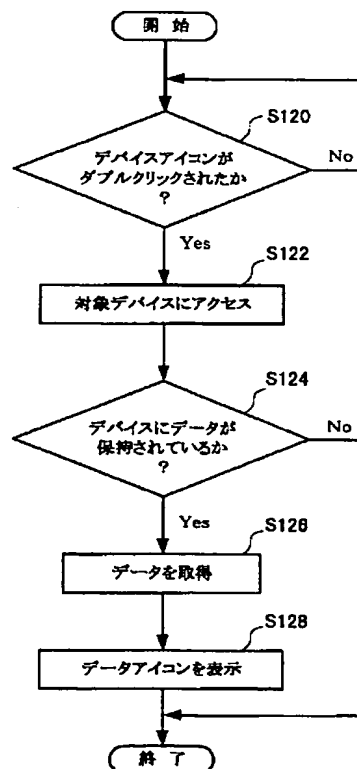 開始
S120
デバイスアイコンが
ダブルクリックされたか
?
No
Yes
S122
対象デバイスにアクセス
S124
デバイスにデータが
保持されているか
?
No
Yes
S126
データを取得
S128
データアイコンを表示
終了